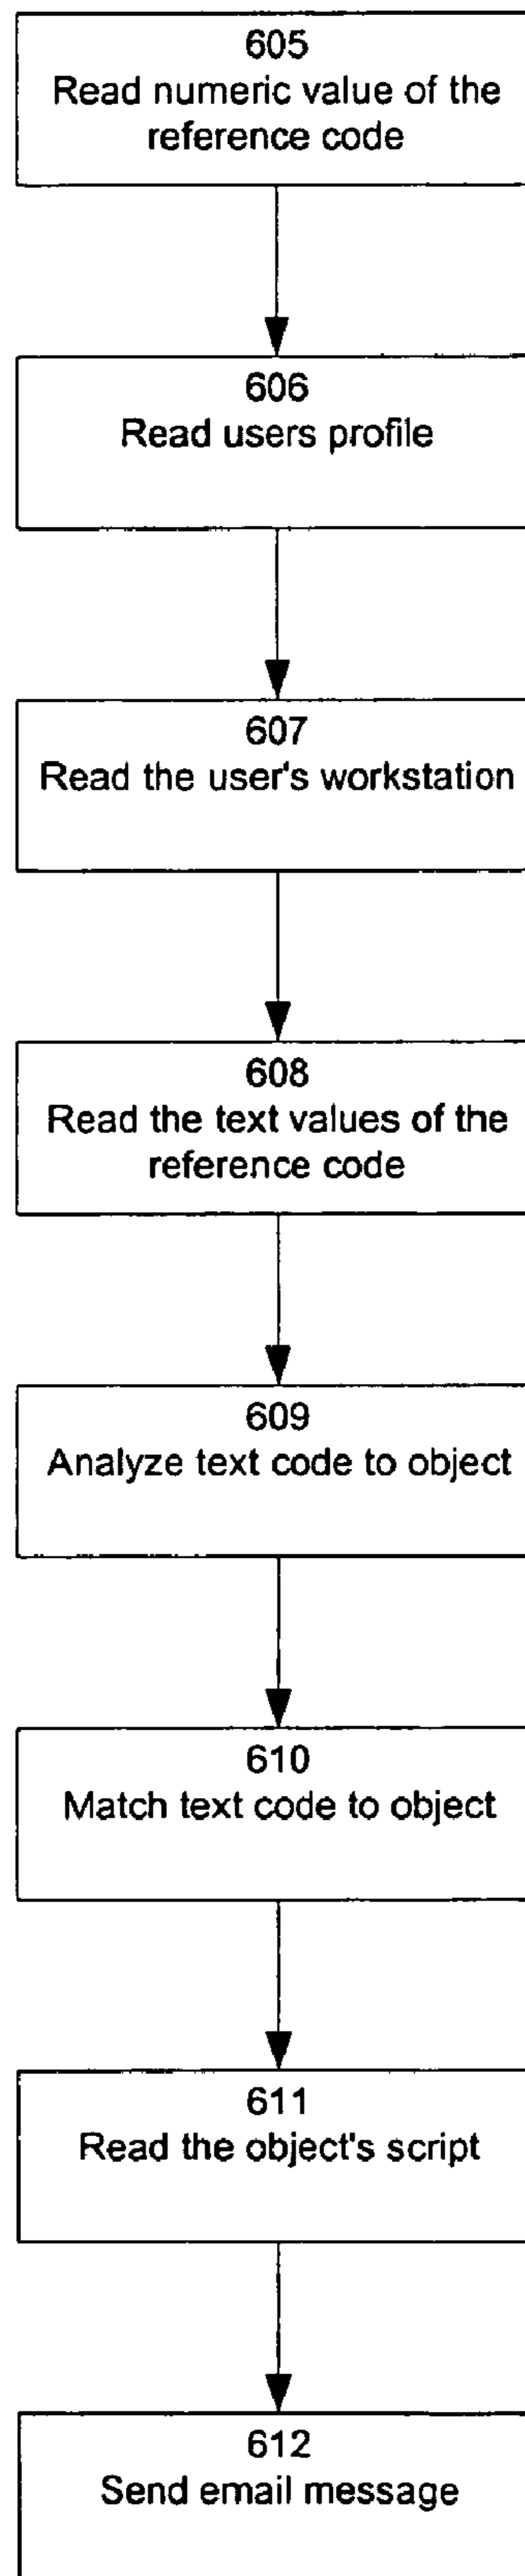 605
Read numeric value of the
reference code
606
Read users profile
607
Read the user's workstation
608
Read the text values of the
reference code
609
Analyze text code to object
610
Match text code to object
611
Read the object's script
612
Send email message